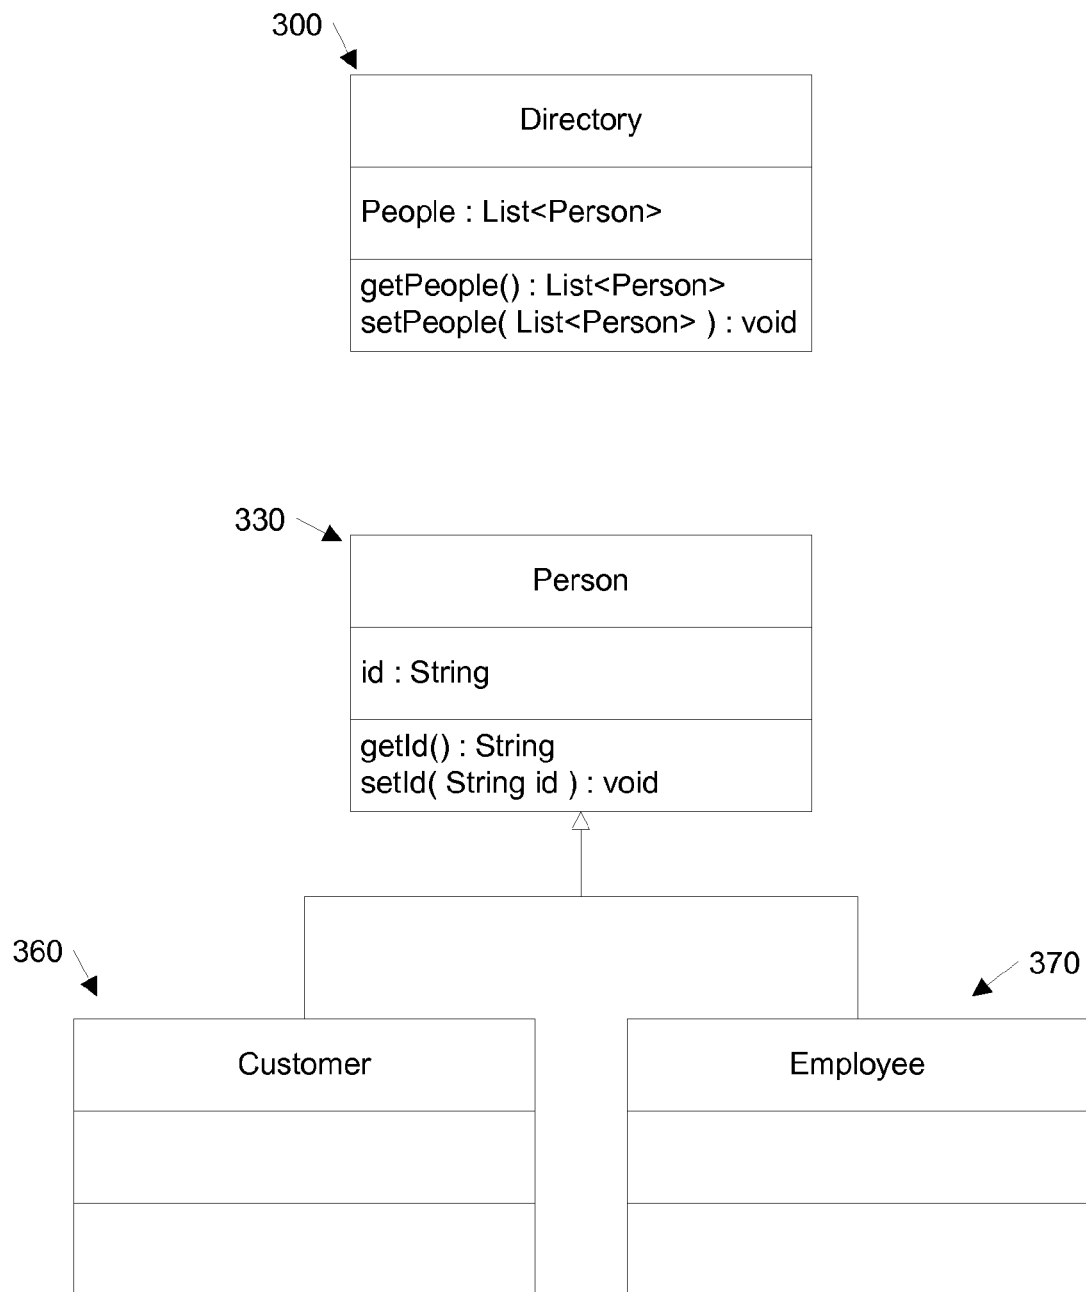 300
Directory
People : List<Person>
getPeople() : List<Person>
setPeople( List<Person> ) : void
330
Person
id : String
getId() : String
setId( String id ) : void
360
370
Customer
Employee